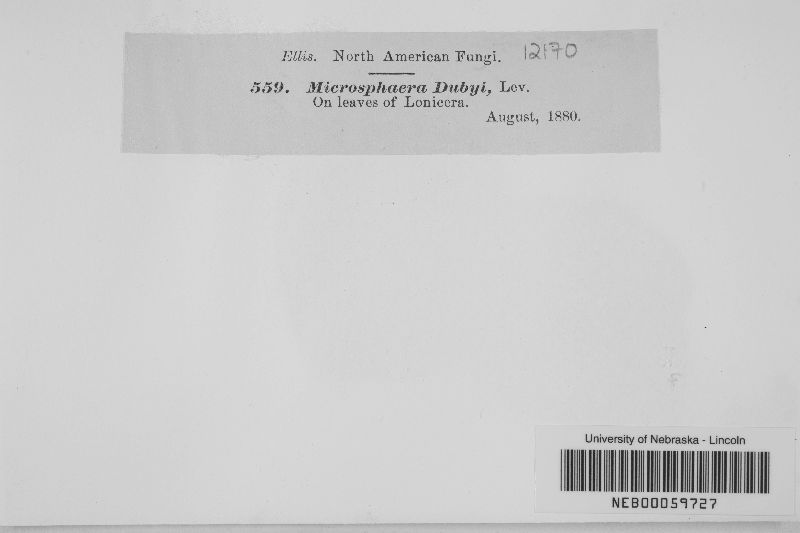 Ellis. North American Fungi. 12170
559. Microsphaera Dubyi, Lev.
On leaves of Lonicera.
August, 1880.
University of Nebraska - Lincoln
NEB00059727